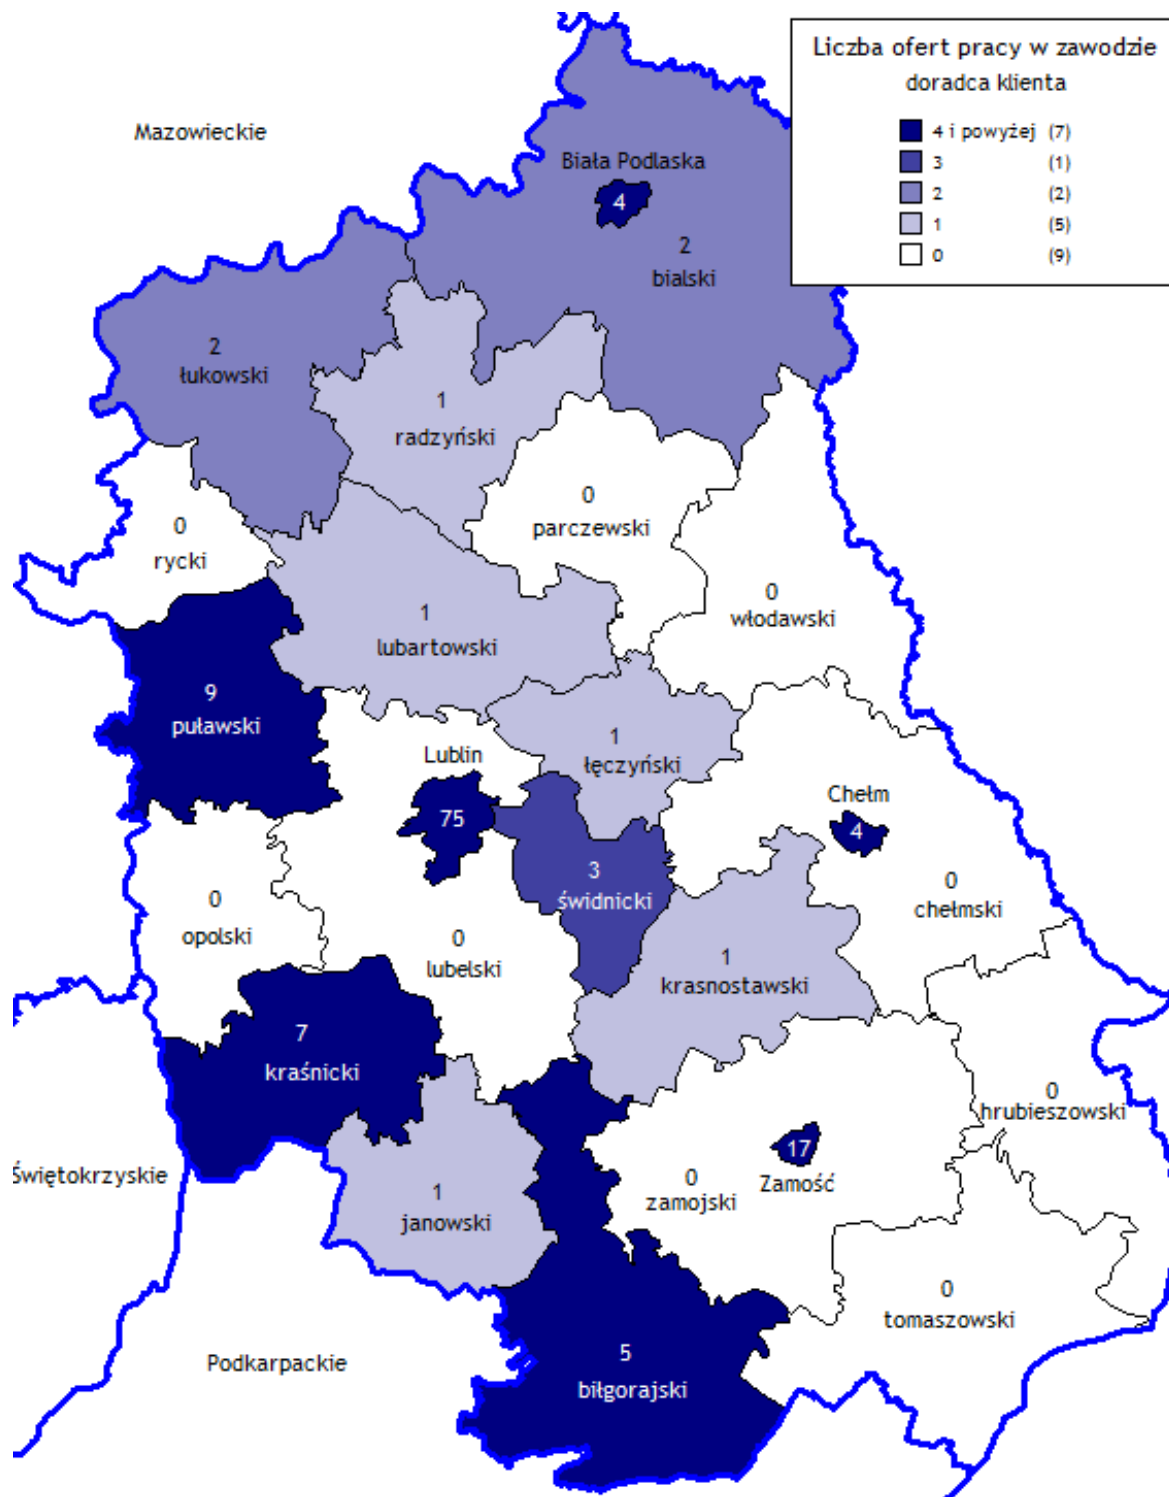 Liczba ofert pracy w zawodzie
doradca klienta
4 i powyżej (7)
3 (1)
2 (2)
1 (5)
0 (9)
Mazowieckie
Biała Podlaska
4
2
bialski
2
łukowski
1
radzyński
0
parczewski
0
rycki
0
włodawski
1
lubartowski
9
puławski
1
łęczyński
Lublin
75
Chełm
4
3
świdnicki
0
chełmski
0
opolski
0
lubelski
1
krasnostawski
7
kraśnicki
0
hrubieszowski
17
Zamość
0
zamojski
Świętokrzyskie
1
janowski
0
tomaszowski
Podkarpackie
5
biłgorajski